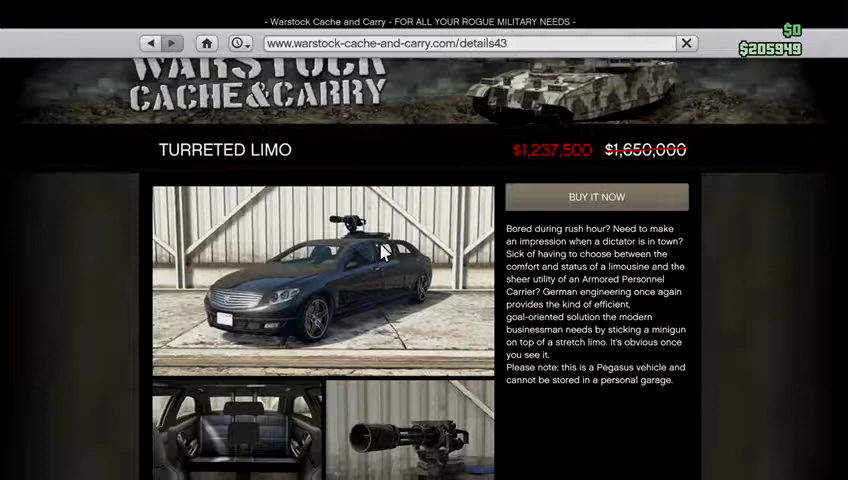 - Warstock Cache and Carry - FOR ALL YOUR ROGUE MILITARY NEEDS -
www.warstock-cache-and-carry.com/details43
$0
$205949
WARSTOCK
CACHE&CARRY
TURRETED LIMO
$1,237,500 $1,650,000
BUY IT NOW
Bored during rush hour? Need to make
an impression when a dictator is in town?
Sick of having to choose between the
comfort and status of a limousine and the
sheer utility of an Armored Personnel
Carrier? German engineering once again
provides the kind of efficient,
goal-oriented solution the modern
businessman needs by sticking a minigun
on top of a stretch limo. It's obvious once
you see it.
Please note: this is a Pegasus vehicle and
cannot be stored in a personal garage.